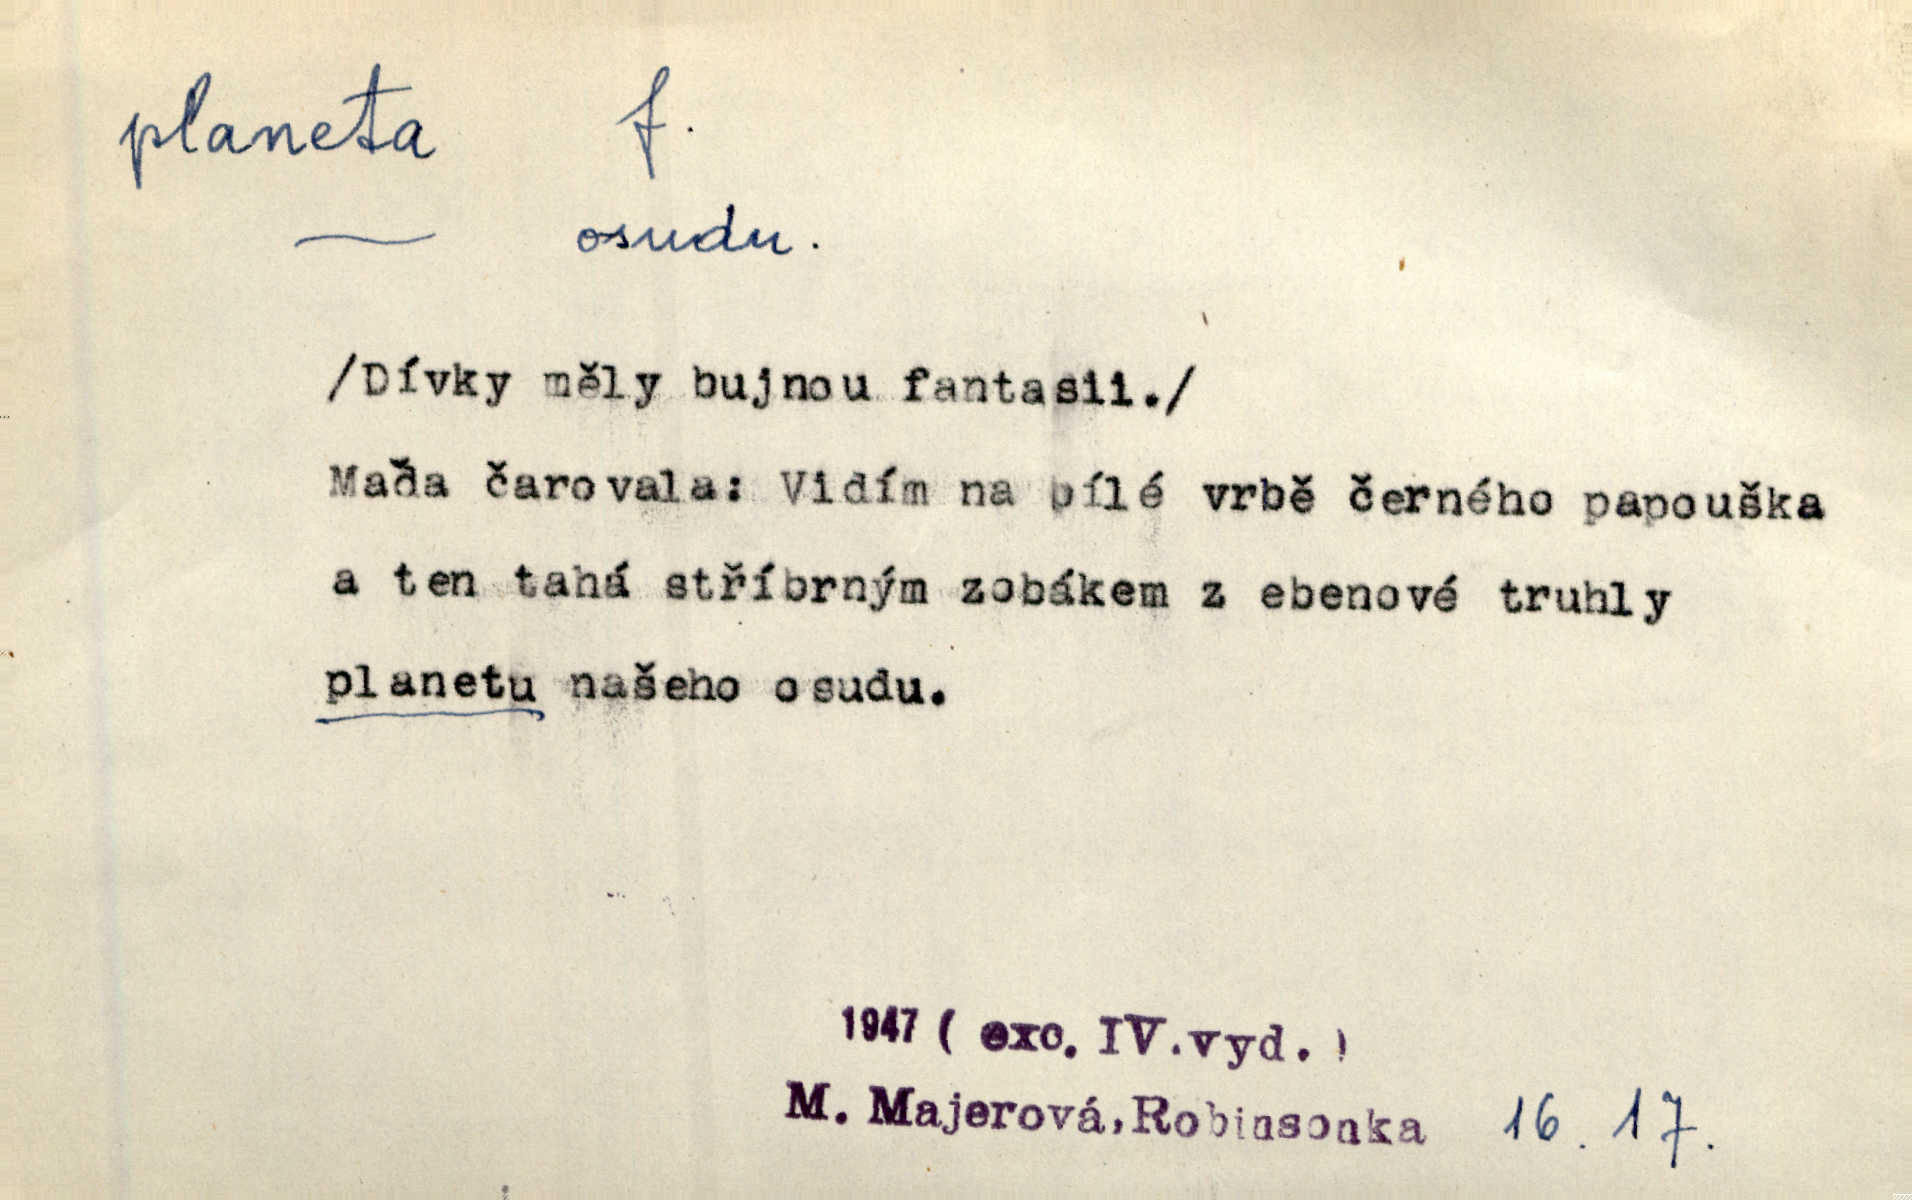 planeta f.
— osudu.
/Dívky měly bujnou fantasii./
Maďa čarovala: Vidím na bílé vrbě černého papouška
a ten tahá stříbrným zobákem z ebenové truhly
planetu našeho osudu.
1947 ( exc. IV.vyd. )
M. Majerová,Robinsonka 16. 17.